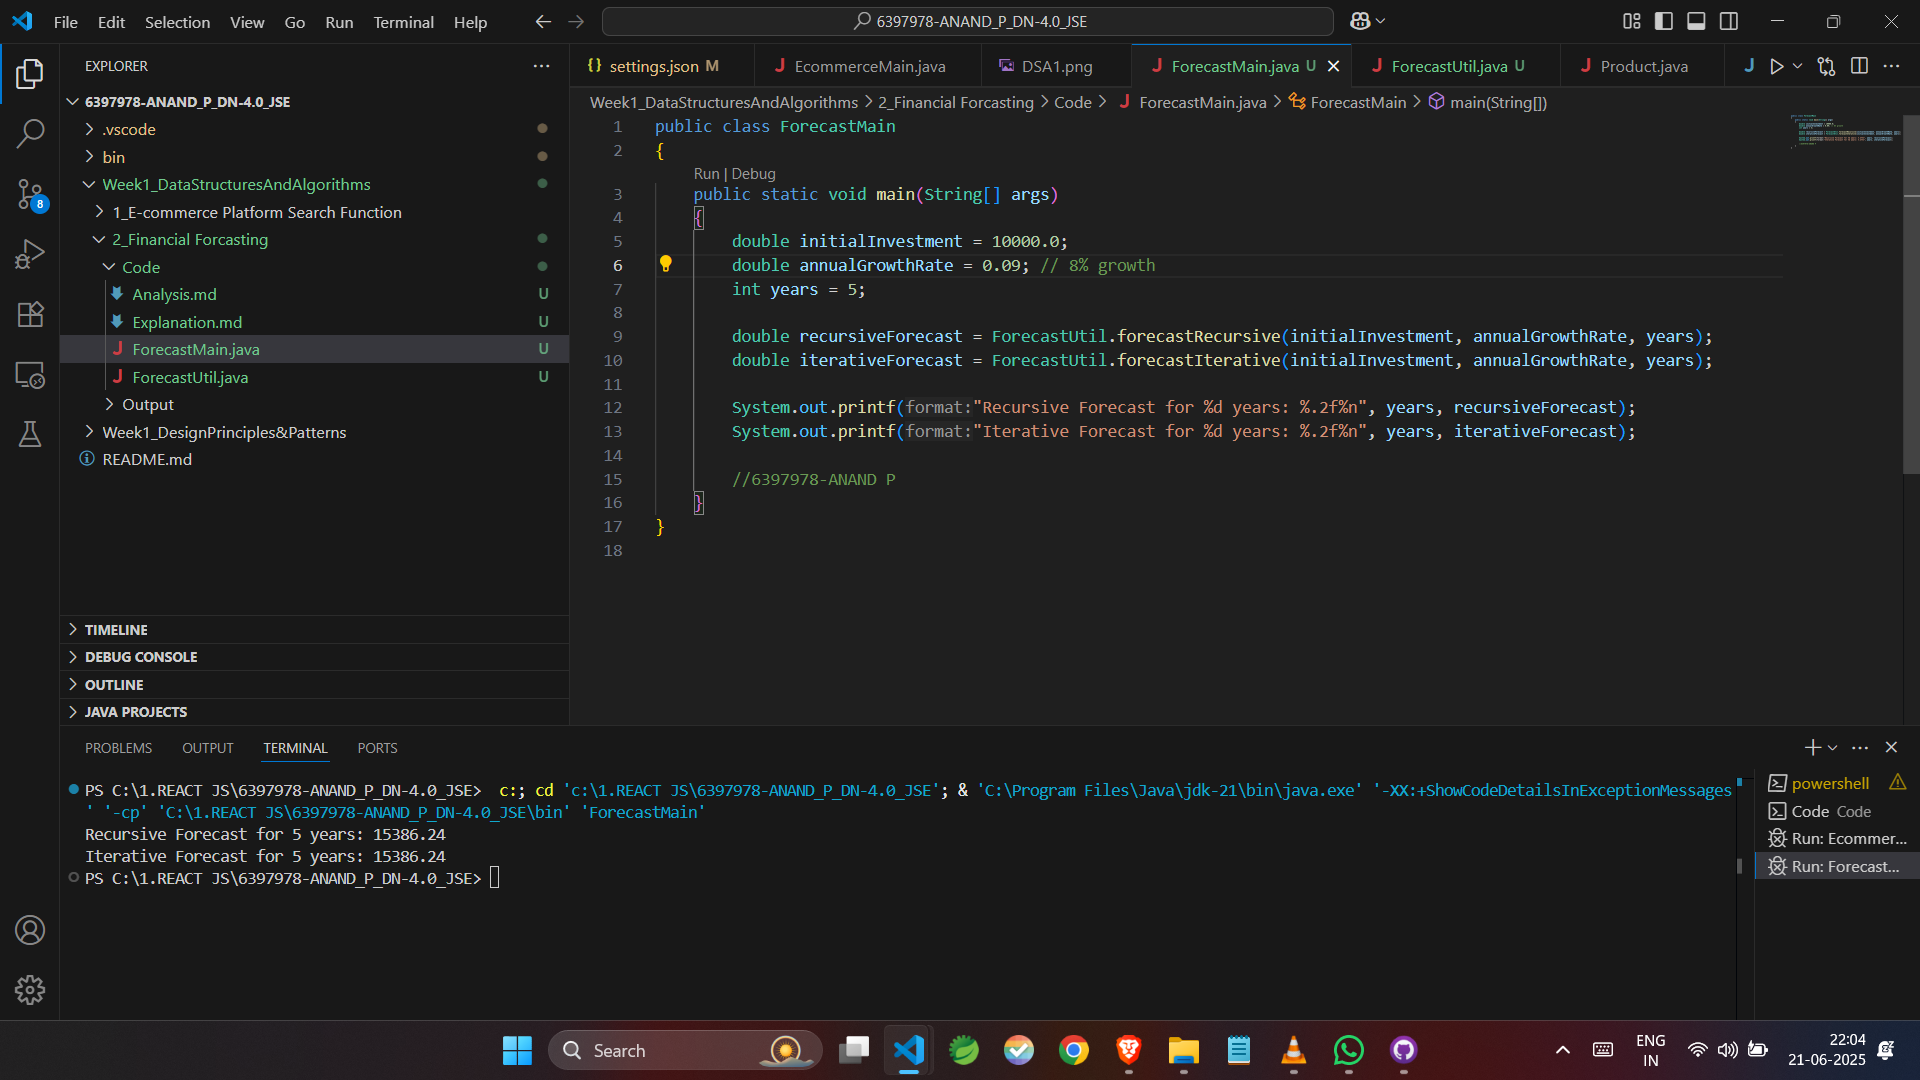 File Edit Selection View Go Run Terminal Help
6397978-ANAND_P_DN-4.0_JSE
EXPLORER
6397978-ANAND_P_DN-4.0_JSE
.vscode
bin
Week1_DataStructuresAndAlgorithms
1_E-commerce Platform Search Function
2_Financial Forcasting
Code
Analysis.md U
Explanation.md U
ForecastMain.java U
ForecastUtil.java U
Output
Week1_DesignPrinciples&Patterns
README.md
TIMELINE
DEBUG CONSOLE
OUTLINE
JAVA PROJECTS
8
settings.json M
EcommerceMain.java
DSA1.png
ForecastMain.java U
ForecastUtil.java U
Product.java
Week1_DataStructuresAndAlgorithms > 2_Financial Forcasting > Code > ForecastMain.java > ForecastMain > main(String[])
1 public class ForecastMain
2 {
Run | Debug
3 public static void main(String[] args)
4 {
5 double initialInvestment = 10000.0;
6 double annualGrowthRate = 0.09; // 8% growth
7 int years = 5;
8
9 double recursiveForecast = ForecastUtil.forecastRecursive(initialInvestment, annualGrowthRate, years);
10 double iterativeForecast = ForecastUtil.forecastIterative(initialInvestment, annualGrowthRate, years);
11
12 System.out.printf(format:"Recursive Forecast for %d years: %.2f%n", years, recursiveForecast);
13 System.out.printf(format:"Iterative Forecast for %d years: %.2f%n", years, iterativeForecast);
14
15 //6397978-ANAND P
16 }
17 }
18
PROBLEMS OUTPUT TERMINAL PORTS
PS C:\1.REACT JS\6397978-ANAND_P_DN-4.0_JSE> c:; cd 'c:\1.REACT JS\6397978-ANAND_P_DN-4.0_JSE'; & 'C:\Program Files\Java\jdk-21\bin\java.exe' '-XX:+ShowCodeDetailsInExceptionMessages
' '-cp' 'C:\1.REACT JS\6397978-ANAND_P_DN-4.0_JSE\bin' 'ForecastMain'
Recursive Forecast for 5 years: 15386.24
Iterative Forecast for 5 years: 15386.24
PS C:\1.REACT JS\6397978-ANAND_P_DN-4.0_JSE>
powershell
Code Code
Run: Ecommer...
Run: Forecast...
Search
ENG
IN
22:04
21-06-2025